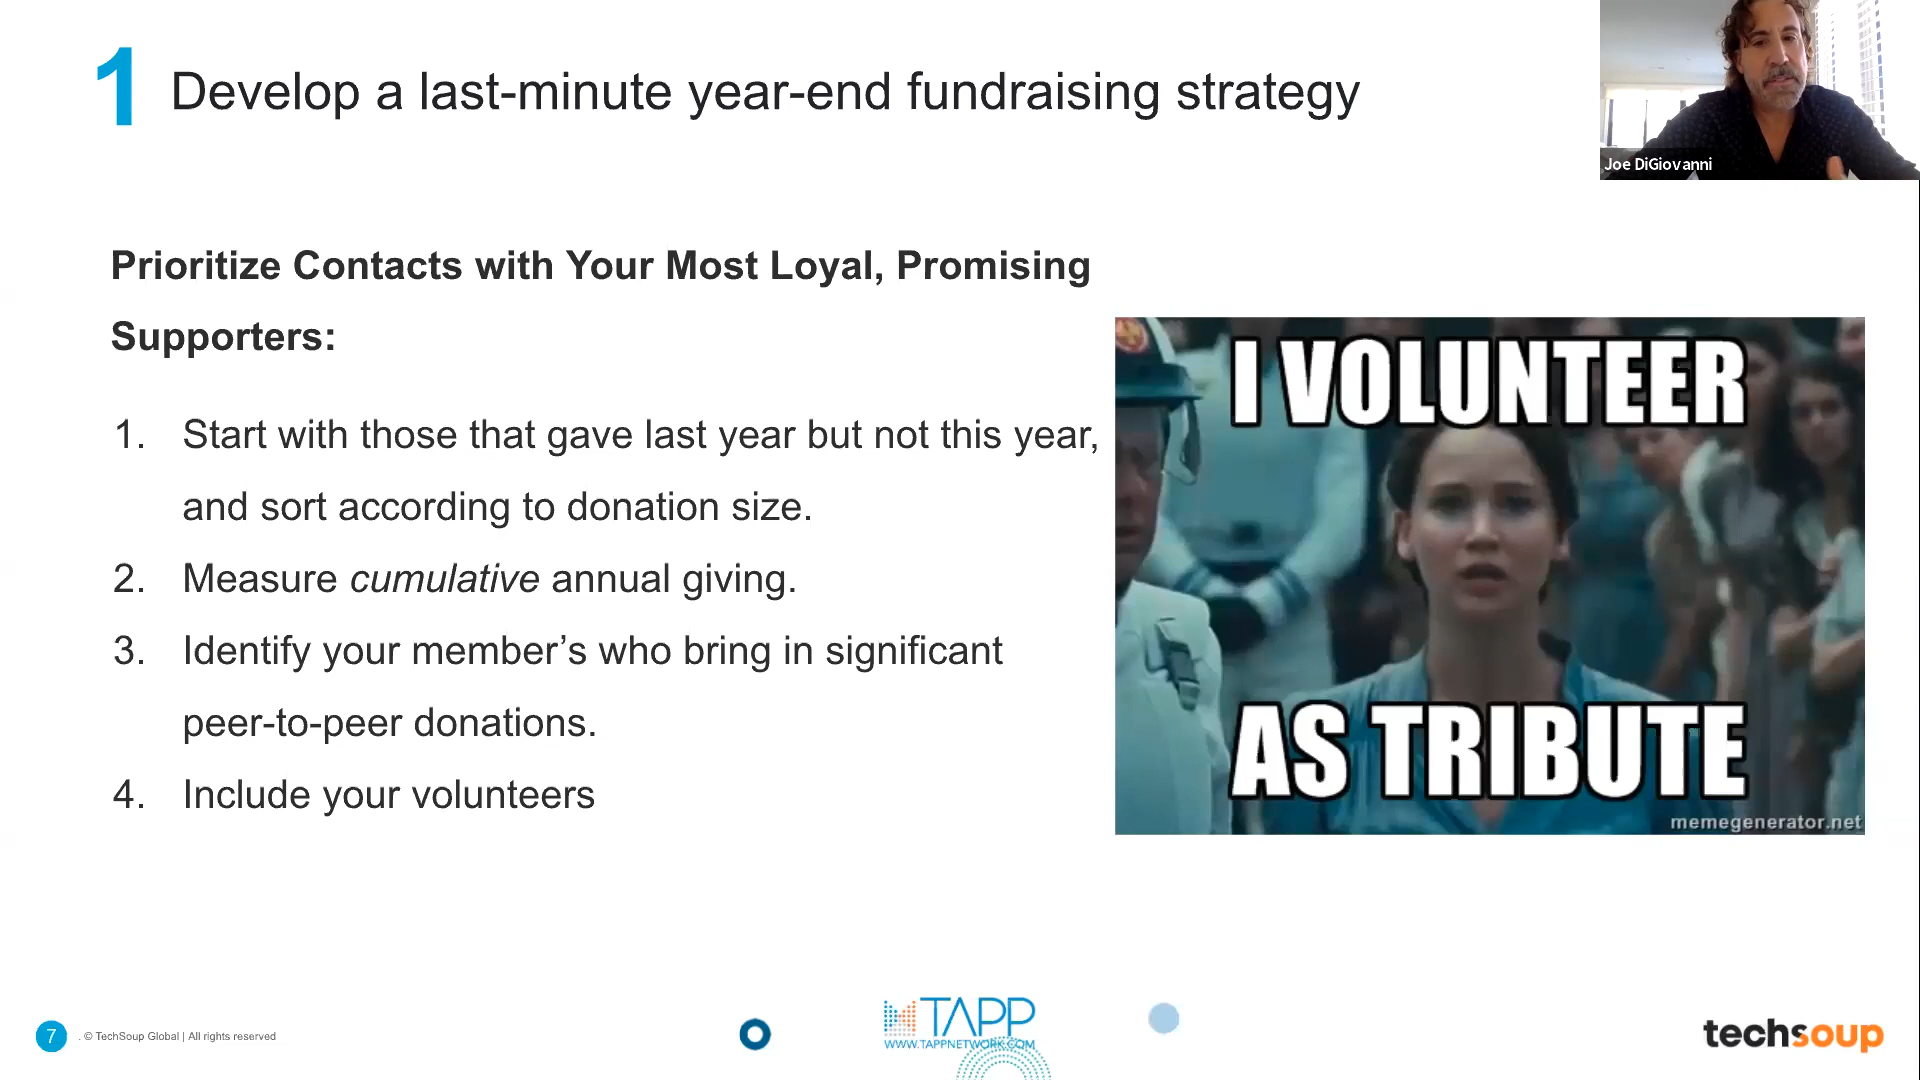 1 Develop a last-minute year-end fundraising strategy
Joe DiGiovanni
Prioritize Contacts with Your Most Loyal, Promising
Supporters:
1. Start with those that gave last year but not this year,
and sort according to donation size.
2. Measure cumulative annual giving.
3. Identify your member’s who bring in significant
peer-to-peer donations.
4. Include your volunteers
I VOLUNTEER
AS TRIBUTE
memegenerator.net
7 . © TechSoup Global | All rights reserved
TAPP
WWW.TAPPNETWORK.COM
techsoup